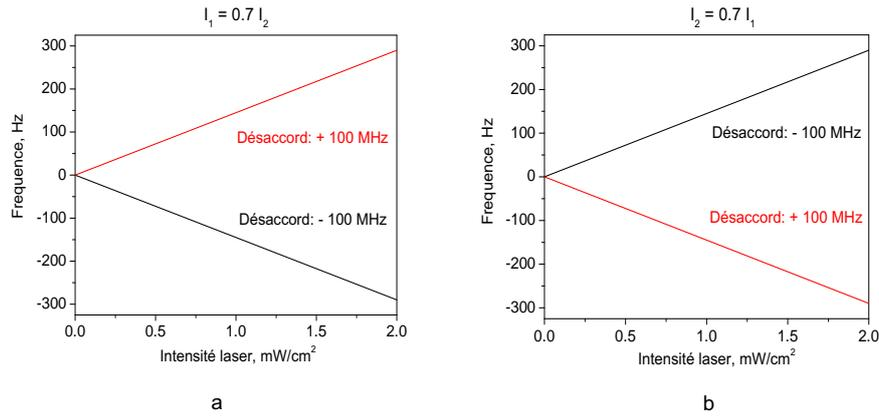 I₁ = 0.7 I₂
300
200
100
0
-100
-200
-300
Frequence, Hz
Désaccord: + 100 MHz
Désaccord: - 100 MHz
0.0 0.5 1.0 1.5 2.0
Intensité laser, mW/cm²
a
I₂ = 0.7 I₁
300
200
100
0
-100
-200
-300
Frequence, Hz
Désaccord: - 100 MHz
Désaccord: + 100 MHz
0.0 0.5 1.0 1.5 2.0
Intensité laser, mW/cm²
b